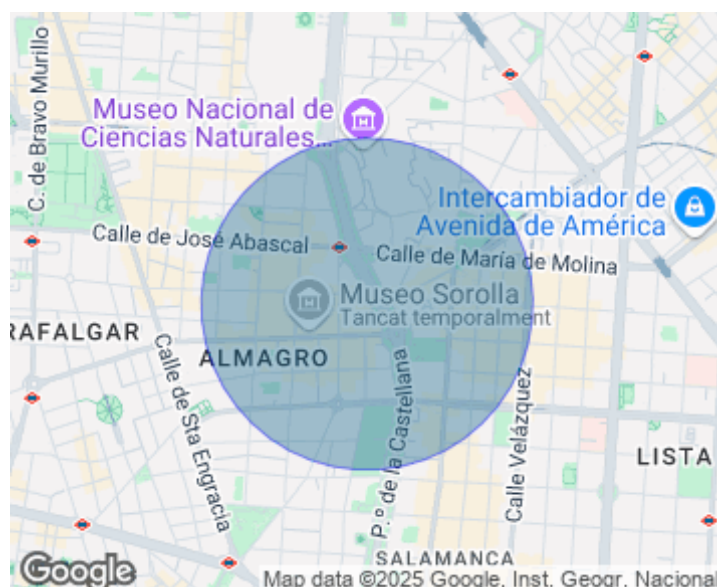 C. de Bravo Murillo
Museo Nacional de
Ciencias Naturales...
Intercambiador de
Avenida de América
Calle de José Abascal
Calle de María de Molina
Museo Sorolla
Tancat temporalment
RAFALGAR
ALMAGRO
Calle de Sta Engracia
P.º de la Castellana
Calle Velázquez
LISTA
SALAMANCA
Google
Map data ©2025 Google, Inst. Geogr. Nacional